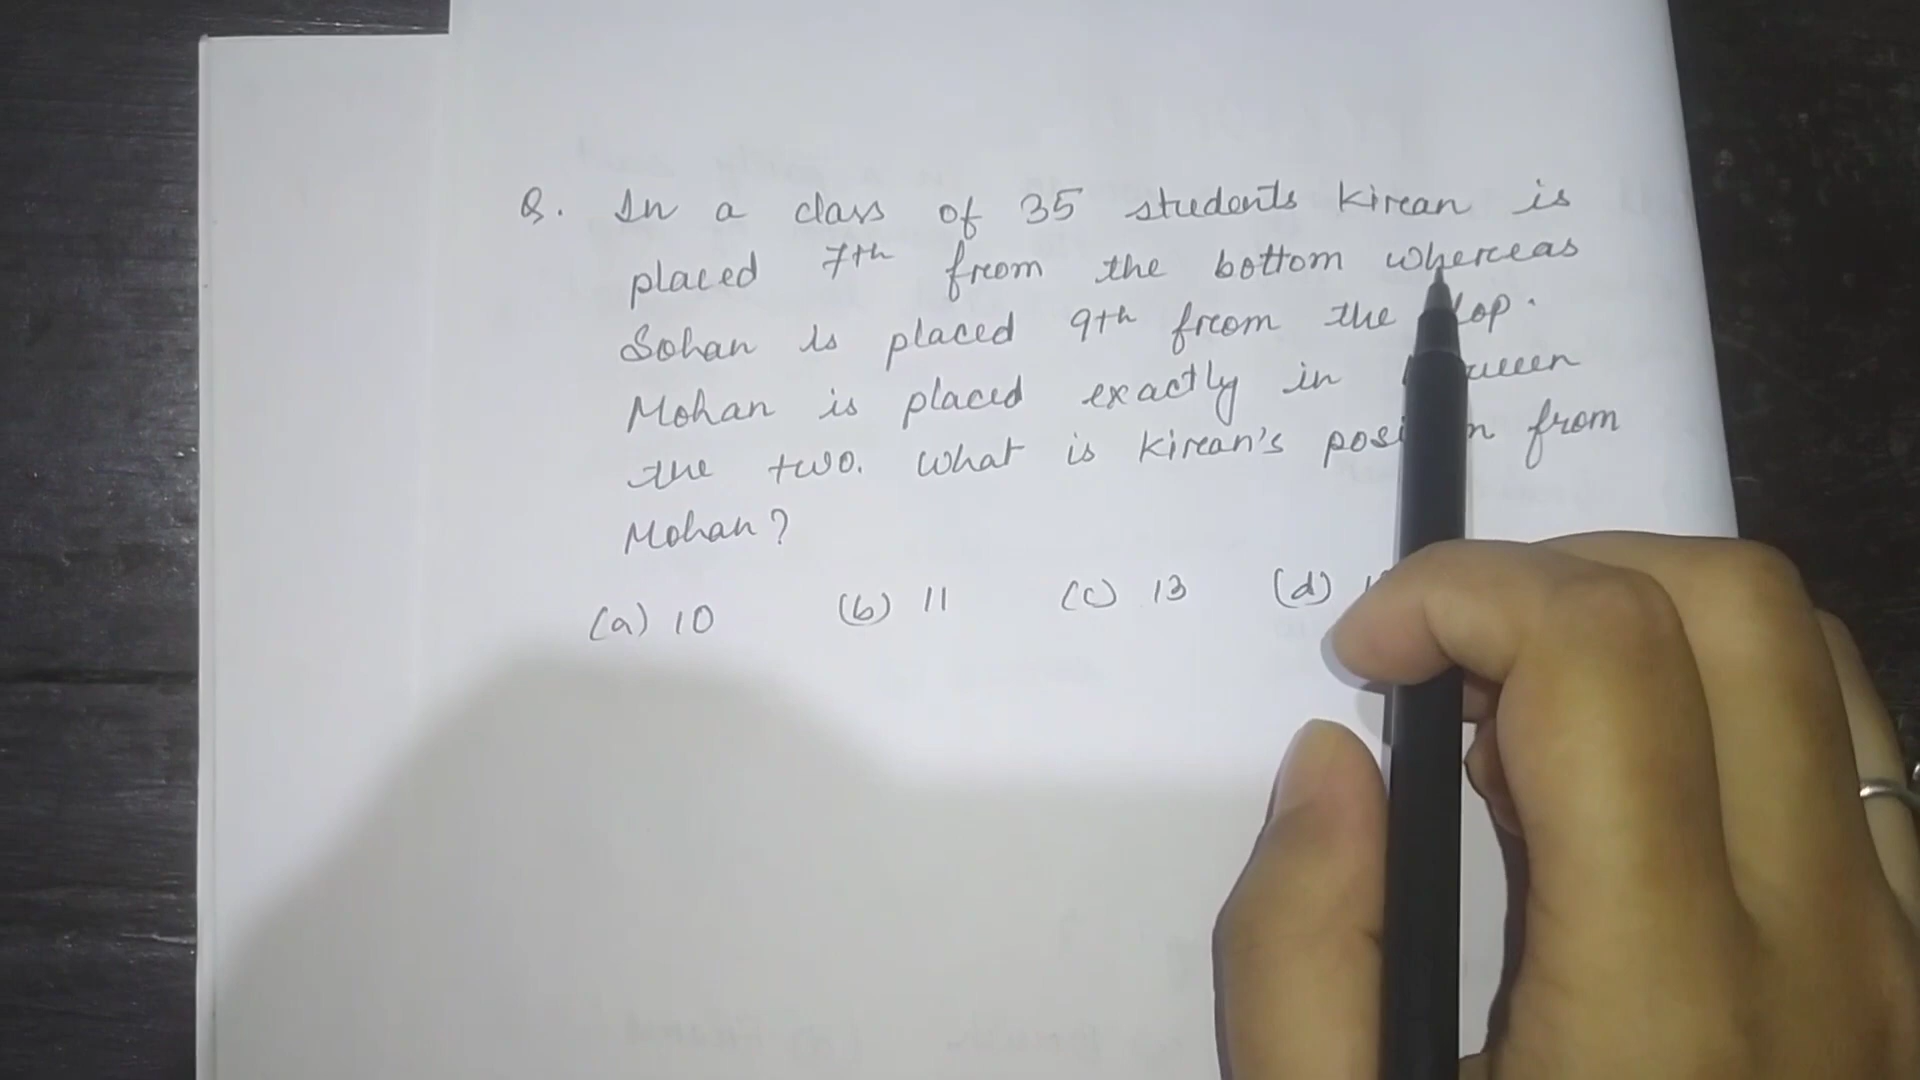 Q. In a class of 35 students Kiran is
placed 7th from the bottom whereas
Sohan is placed 9th from the top.
Mohan is placed exactly in
the two. What is Kiran's from
Mohan?
(a) 10 (b) 11 (c) 13 (d)